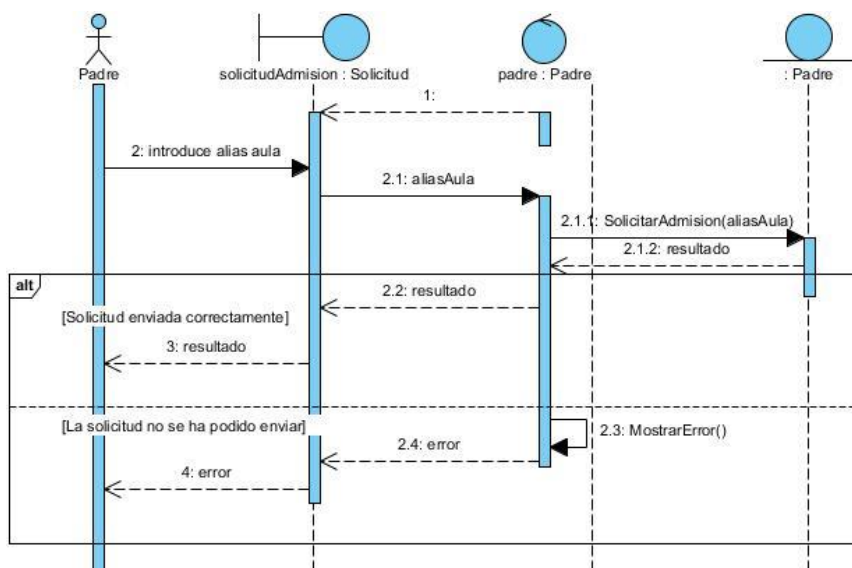 Padre
solicitudAdmision : Solicitud
padre : Padre
: Padre
1:
2: introduce alias aula
2.1: aliasAula
2.1.1: SolicitarAdmision(aliasAula)
2.1.2: resultado
alt
2.2: resultado
[Solicitud enviada correctamente]
3: resultado
[La solicitud no se ha podido enviar]
2.3: MostrarError()
2.4: error
4: error